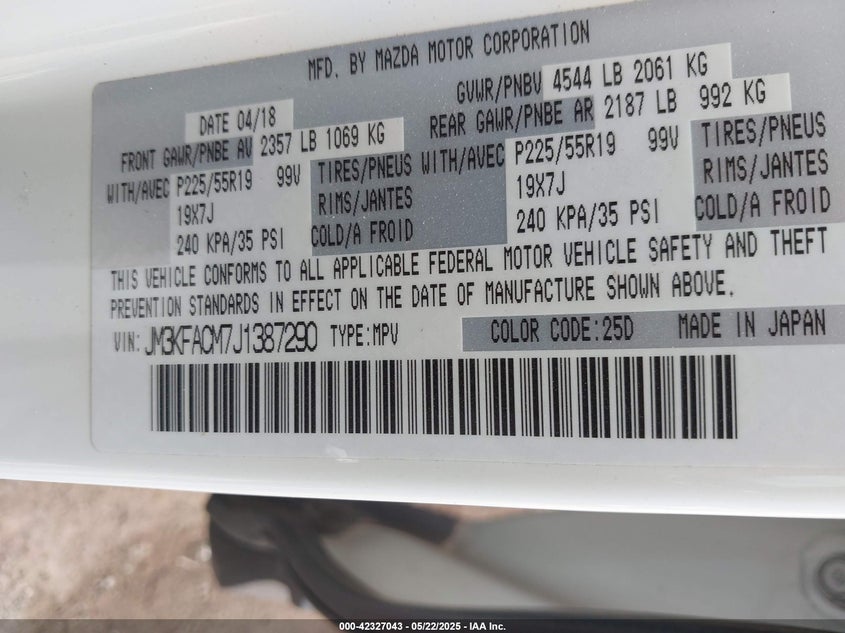 MFD. BY MAZDA MOTOR CORPORATION
DATE 04/18
GVWR/PNBV 4544 LB 2061 KG
FRONT GAWR/PNBE AV 2357 LB 1069 KG
REAR GAWR/PNBE AR 2187 LB 992 KG
WITH/AVEC P225/55R19 99V TIRES/PNEUS
19X7J RIMS/JANTES
240 KPA/35 PSI COLD/A FROID
WITH/AVEC P225/55R19 99V TIRES/PNEUS
19X7J RIMS/JANTES
240 KPA/35 PSI COLD/A FROID
THIS VEHICLE CONFORMS TO ALL APPLICABLE FEDERAL MOTOR VEHICLE SAFETY AND THEFT
PREVENTION STANDARDS IN EFFECT ON THE DATE OF MANUFACTURE SHOWN ABOVE.
VIN: JM3KFACM7J1387290 TYPE:MPV COLOR CODE:25D MADE IN JAPAN
000-42327043 - 05/22/2025 - IAA Inc.